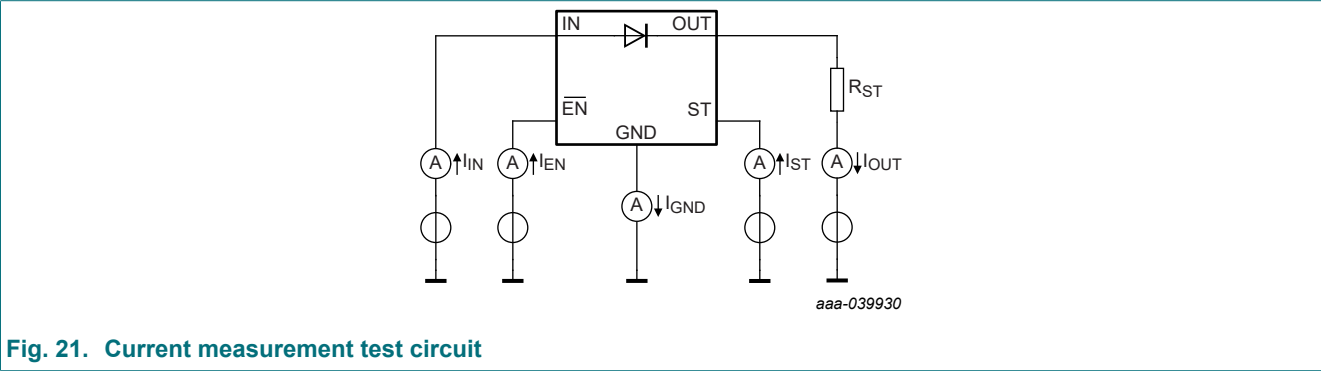 IN OUT
RST
EN ST
GND
A IIN A IEN A IST A IOUT
A IGND
aaa-039930
Fig. 21. Current measurement test circuit